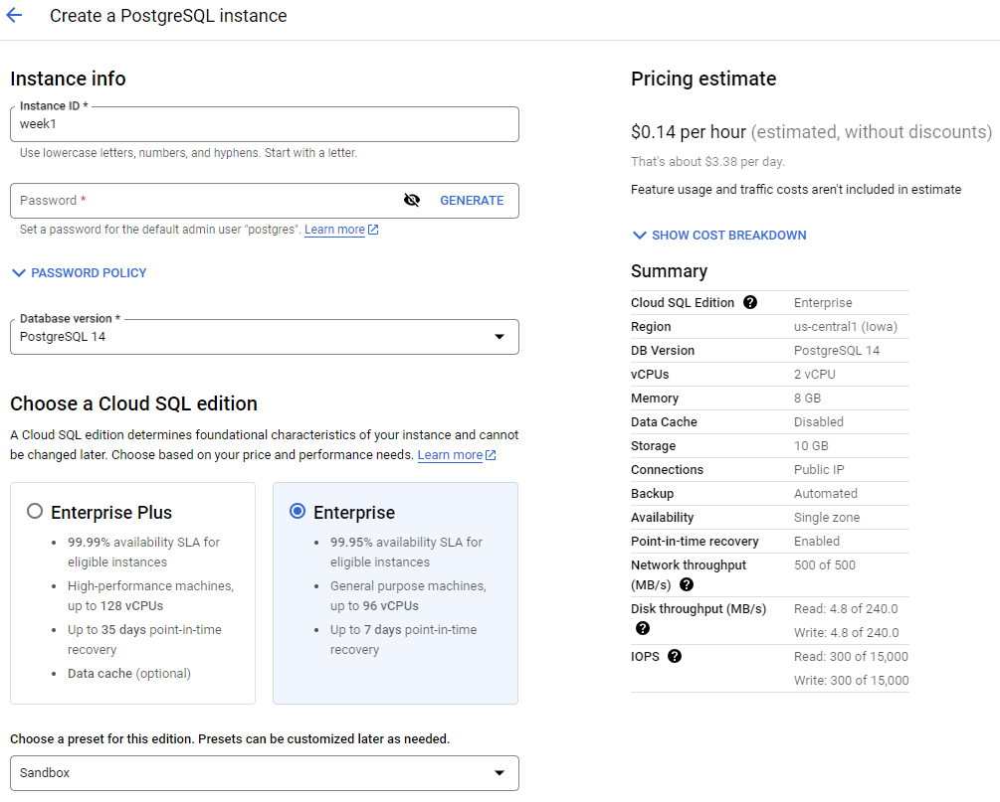 Create a PostgreSQL instance
Instance info
Instance ID *
week1
Use lowercase letters, numbers, and hyphens. Start with a letter.
Password *
GENERATE
Set a password for the default admin user "postgres". Learn more
PASSWORD POLICY
Database version *
PostgreSQL 14
Choose a Cloud SQL edition
A Cloud SQL edition determines foundational characteristics of your instance and cannot
be changed later. Choose based on your price and performance needs. Learn more
Enterprise Plus
• 99.99% availability SLA for
eligible instances
• High-performance machines,
up to 128 vCPUs
• Up to 35 days point-in-time
recovery
• Data cache (optional)
Enterprise
• 99.95% availability SLA for
eligible instances
• General purpose machines,
up to 96 vCPUs
• Up to 7 days point-in-time
recovery
Choose a preset for this edition. Presets can be customized later as needed.
Sandbox
Pricing estimate
$0.14 per hour (estimated, without discounts)
That's about $3.38 per day.
Feature usage and traffic costs aren't included in estimate
SHOW COST BREAKDOWN
Summary
Cloud SQL Edition ? Enterprise
Region us-central1 (Iowa)
DB Version PostgreSQL 14
vCPUs 2 vCPU
Memory 8 GB
Data Cache Disabled
Storage 10 GB
Connections Public IP
Backup Automated
Availability Single zone
Point-in-time recovery Enabled
Network throughput 500 of 500
(MB/s) ?
Disk throughput (MB/s) Read: 4.8 of 240.0
? Write: 4.8 of 240.0
IOPS ? Read: 300 of 15,000
Write: 300 of 15,000